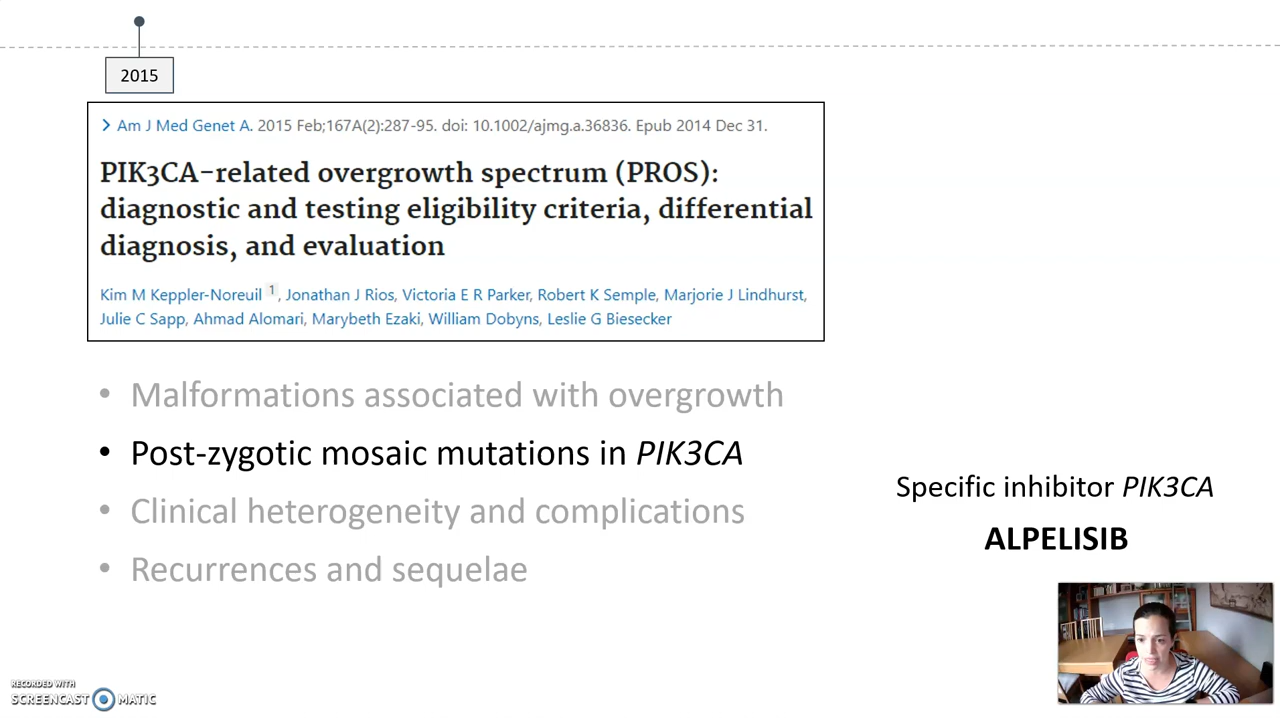 2015
> Am J Med Genet A. 2015 Feb;167A(2):287-95. doi: 10.1002/ajmg.a.36836. Epub 2014 Dec 31.
PIK3CA-related overgrowth spectrum (PROS):
diagnostic and testing eligibility criteria, differential
diagnosis, and evaluation
Kim M Keppler-Noreuil 1, Jonathan J Rios, Victoria E R Parker, Robert K Semple, Marjorie J Lindhurst,
Julie C Sapp, Ahmad Alomari, Marybeth Ezaki, William Dobyns, Leslie G Biesecker
• Malformations associated with overgrowth
• Post-zygotic mosaic mutations in PIK3CA
• Clinical heterogeneity and complications
• Recurrences and sequelae
Specific inhibitor PIK3CA
ALPELISIB
RECORDED WITH
SCREENCAST MATIC